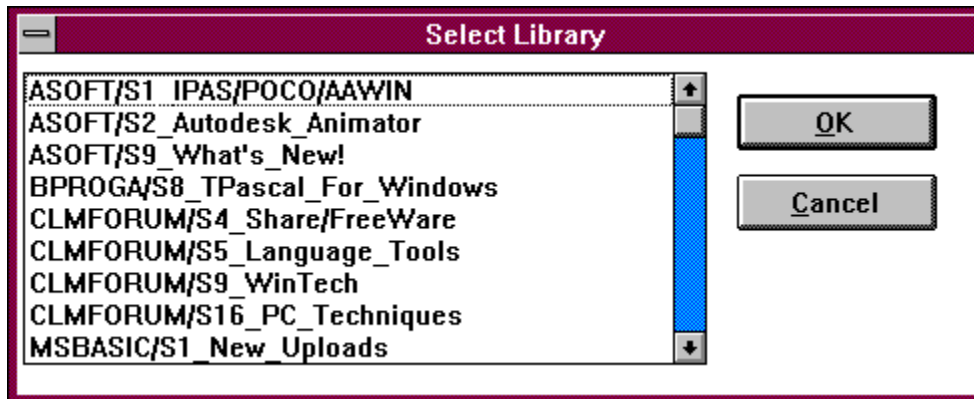 Select Library
ASOFT/S1_IPAS/POCO/AAWIN
ASOFT/S2_Autodesk_Animator
ASOFT/S9_What's_New!
BPROGA/S8_TPascal_For_Windows
CLMFORUM/S4_Share/FreeWare
CLMFORUM/S5_Language_Tools
CLMFORUM/S9_WinTech
CLMFORUM/S16_PC_Techniques
MSBASIC/S1_New_Uploads
OK
Cancel